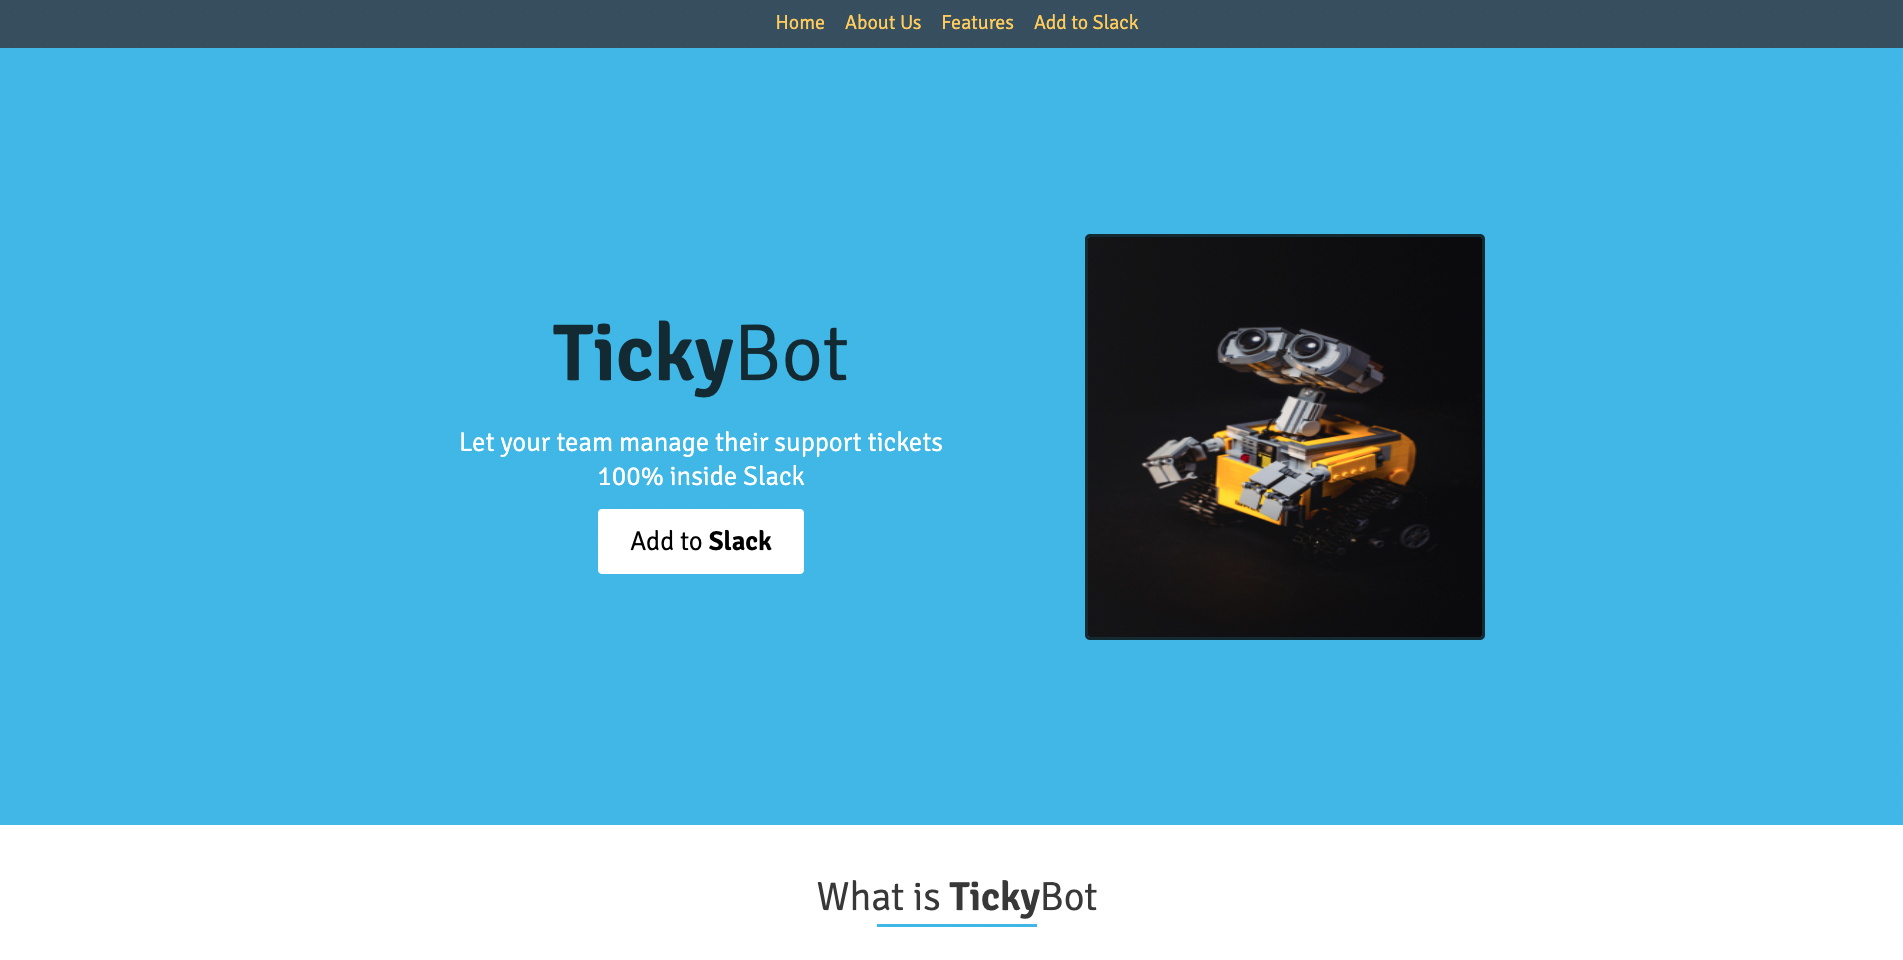 Home About Us Features Add to Slack
TickyBot
Let your team manage their support tickets
100% inside Slack
Add to Slack
What is TickyBot